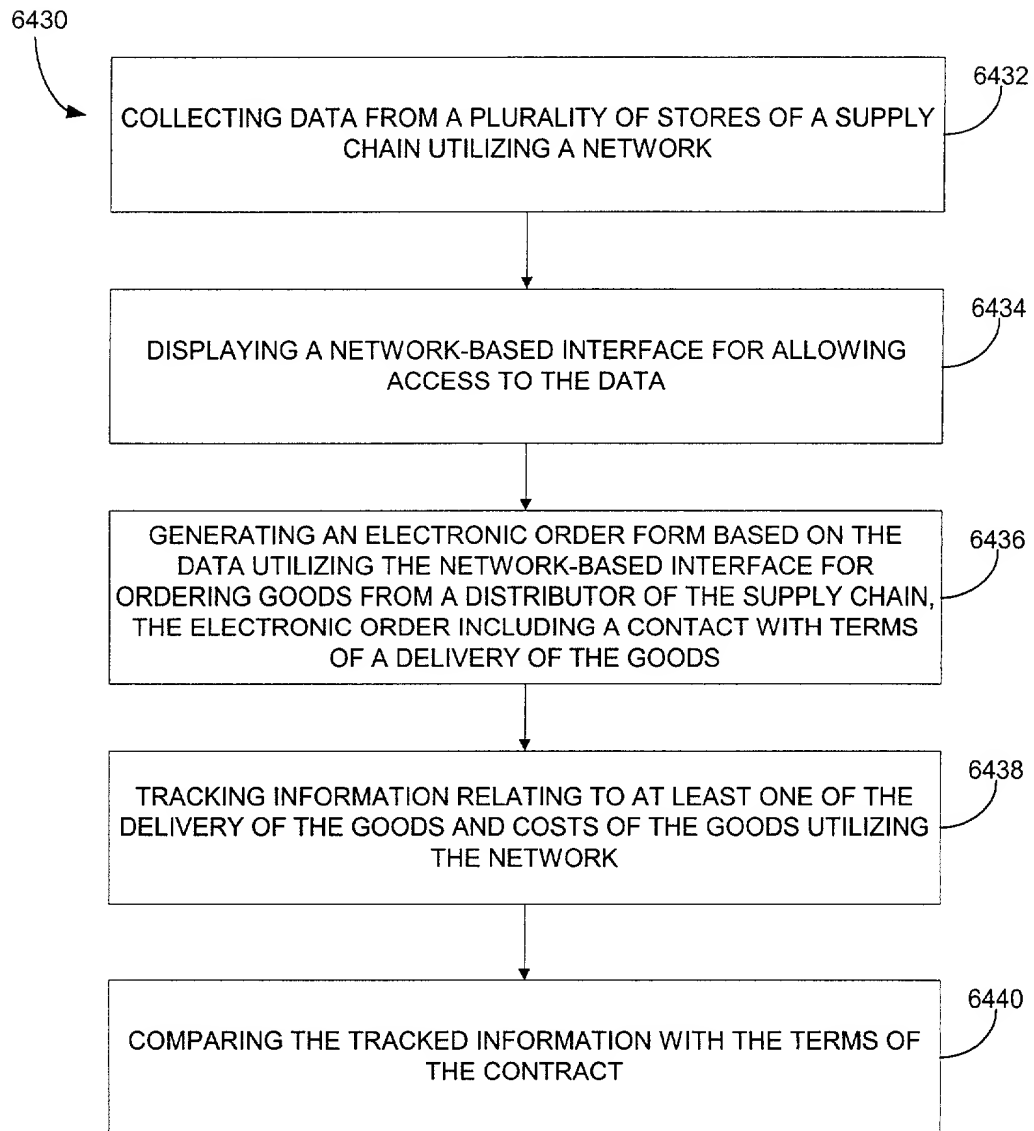 6430
6432
COLLECTING DATA FROM A PLURALITY OF STORES OF A SUPPLY
CHAIN UTILIZING A NETWORK
6434
DISPLAYING A NETWORK-BASED INTERFACE FOR ALLOWING
ACCESS TO THE DATA
6436
GENERATING AN ELECTRONIC ORDER FORM BASED ON THE
DATA UTILIZING THE NETWORK-BASED INTERFACE FOR
ORDERING GOODS FROM A DISTRIBUTOR OF THE SUPPLY CHAIN,
THE ELECTRONIC ORDER INCLUDING A CONTACT WITH TERMS
OF A DELIVERY OF THE GOODS
6438
TRACKING INFORMATION RELATING TO AT LEAST ONE OF THE
DELIVERY OF THE GOODS AND COSTS OF THE GOODS UTILIZING
THE NETWORK
6440
COMPARING THE TRACKED INFORMATION WITH THE TERMS OF
THE CONTRACT